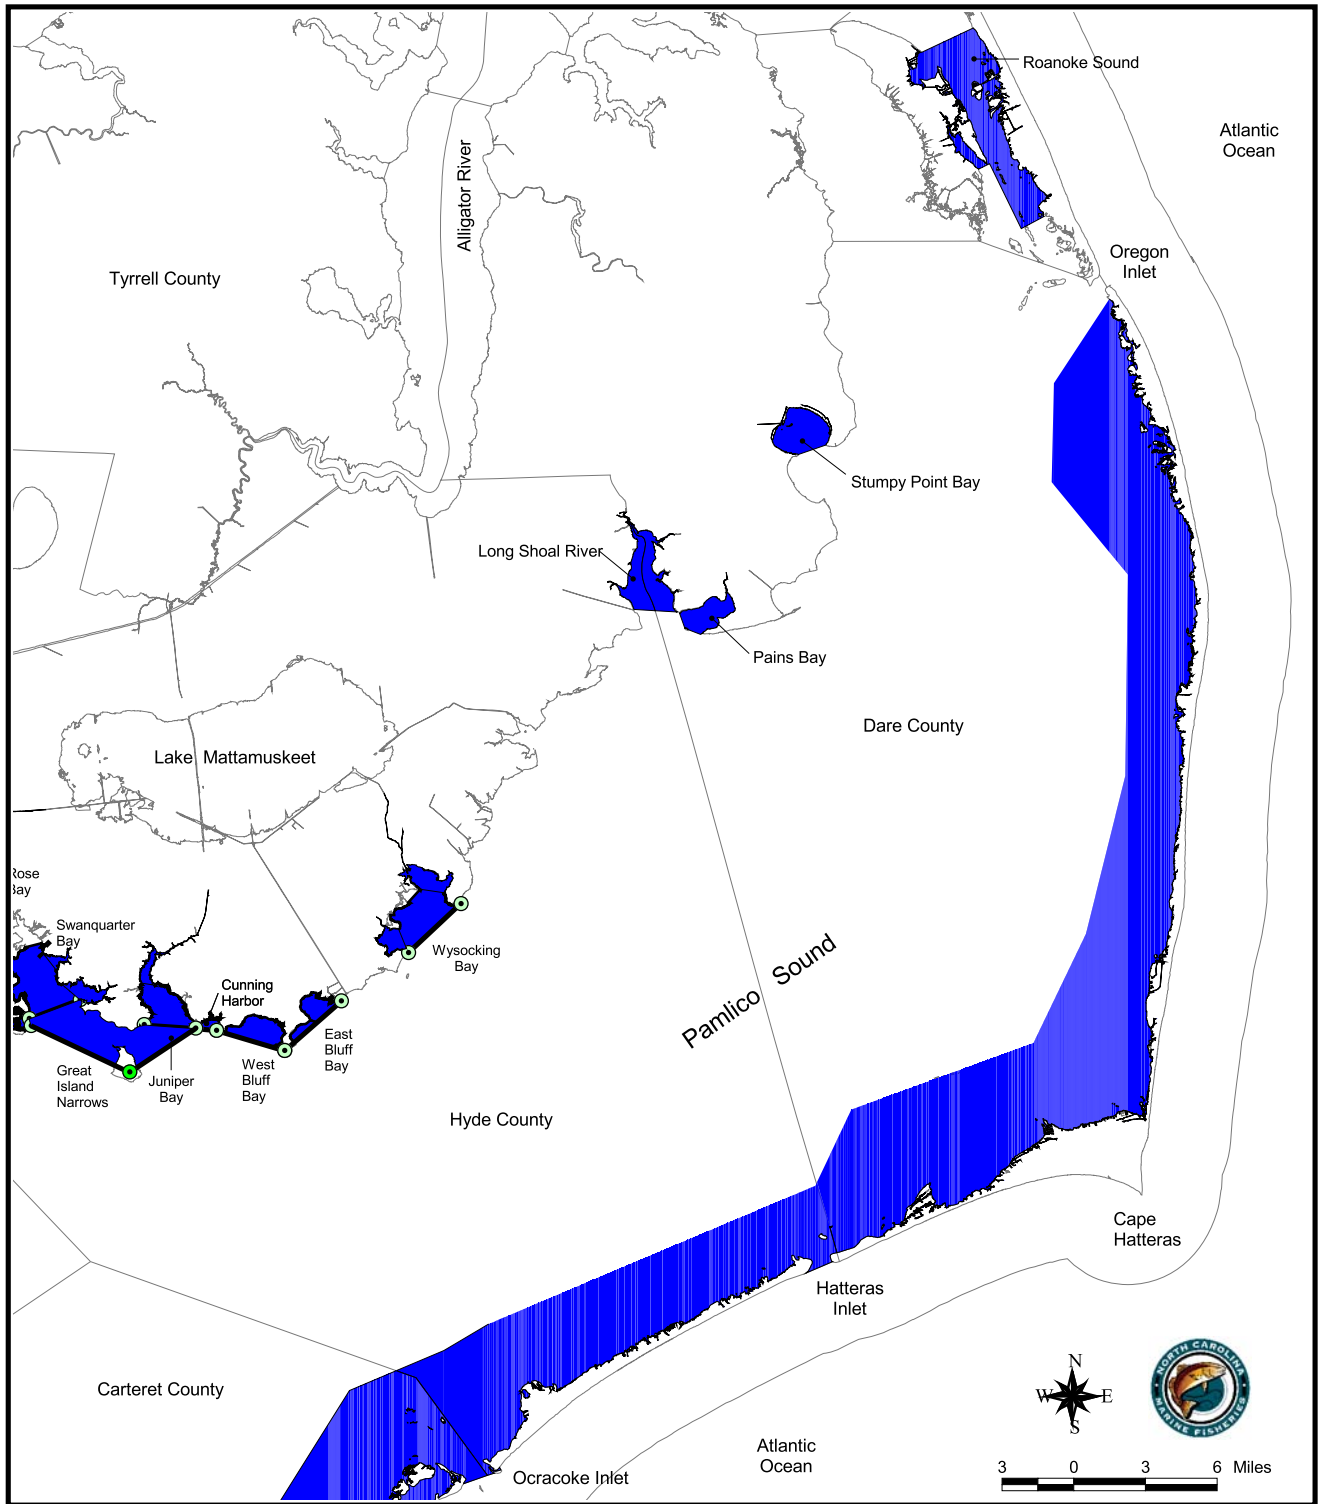 Roanoke Sound
Atlantic
Ocean
Alligator River
Oregon
Inlet
Tyrrell County
Stumpy Point Bay
Long Shoal River
Pains Bay
Dare County
Lake Mattamuskeet
Rose
Bay
Swanquarter
Bay
Wysocking
Bay
Pamlico Sound
Cunning
Harbor
East
Bluff
Bay
West
Bluff
Bay
Great
Island
Narrows
Juniper
Bay
Hyde County
Cape
Hatteras
Hatteras
Inlet
Carteret County
N
W E
S
NORTH CAROLINA
MARINE FISHERIES
Atlantic
Ocean
Ocracoke Inlet
3 0 3 6 Miles